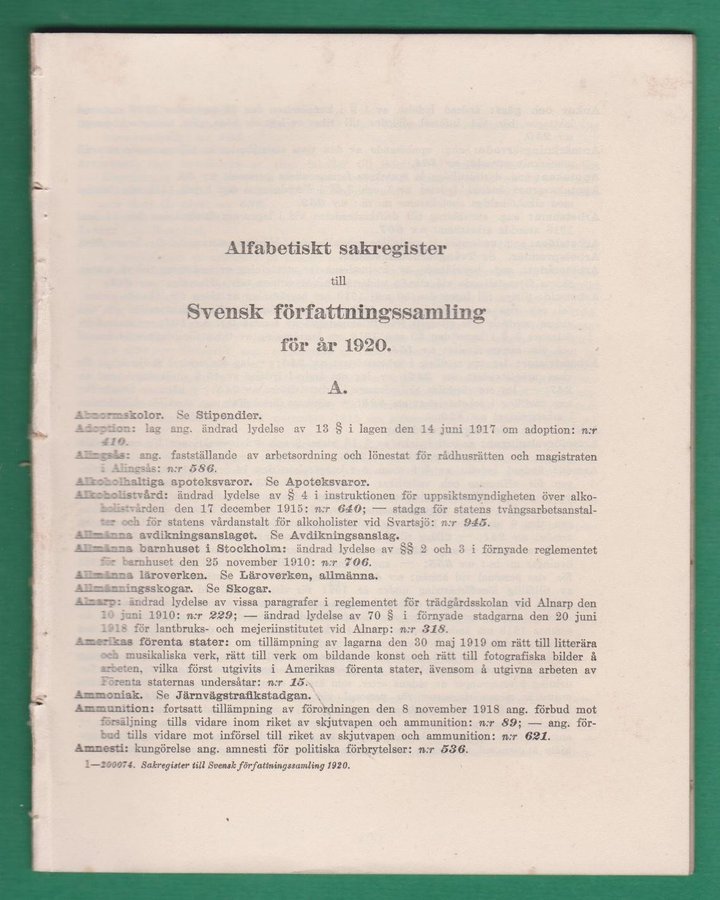 Alfabetiskt sakregister
till
Svensk författningssamling
för år 1920.
A.
Abnormskolor. Se Stipendier.
Adoption: lag ang. ändrad lydelse av 13 § i lagen den 14 juni 1917 om adoption: n:r
410.
Alingsås: ang. fastställande av arbetsordning och lönestat för rådhusrätten och magistraten
i Alingsås: n:r 586.
Alkoholhaltiga apoteksvaror. Se Apoteksvaror.
Alkoholistvård: ändrad lydelse av § 4 i instruktionen för uppsiktsmyndigheten över alko-
holistvården den 17 december 1915: n:r 640; — stadga för statens tvångsarbetsanstal-
ter och för statens vårdanstalt för alkoholister vid Svartsjö: n:r 945.
Allmänna avdikningsanslaget. Se Avdikningsanslag.
Allmänna barnhuset i Stockholm: ändrad lydelse av §§ 2 och 3 i förnyade reglementet
för barnhuset den 25 november 1910: n:r 706.
Allmänna läroverken. Se Läroverken, allmänna.
Allmänningsskogar. Se Skogar.
Alnarp: ändrad lydelse av vissa paragrafer i reglementet för trädgårdsskolan vid Alnarp den
10 juni 1910: n:r 229; — ändrad lydelse av 70 § i förnyade stadgarna den 20 juni
1918 för lantbruks- och mejeriinstitutet vid Alnarp: n:r 318.
Amerikas förenta stater: om tillämpning av lagarna den 30 maj 1919 om rätt till litterära
och musikaliska verk, rätt till verk om bildande konst och rätt till fotografiska bilder å
arbeten, vilka först utgivits i Amerikas förenta stater, ävensom å utgivna arbeten av
Förenta staternas undersåtar: n:r 15.
Ammoniak. Se Järnvägstrafikstadgan.
Ammunition: fortsatt tillämpning av förordningen den 8 november 1918 ang. förbud mot
försäljning tills vidare inom riket av skjutvapen och ammunition: n:r 89; — ang. för-
bud tills vidare mot införsel till riket av skjutvapen och ammunition: n:r 621.
Amnesti: kungörelse ang. amnesti för politiska förbrytelser: n:r 536.
1—200074. Sakregister till Svensk författningssamling 1920.